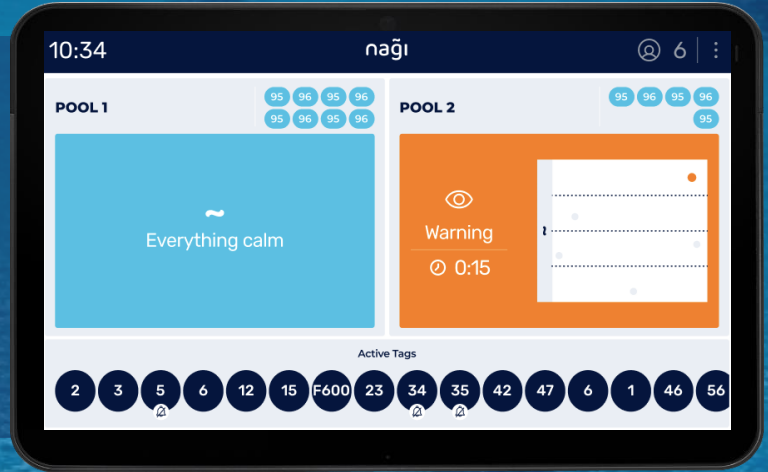 10:34
nagĩ
6
POOL 1
95 96 95 96
95 96 95 96
POOL 2
95 96 95 96
95
~
Everything calm
Warning
0:15
~
Active Tags
2 3 5 6 12 15 F600 23 34 35 42 47 6 1 46 56